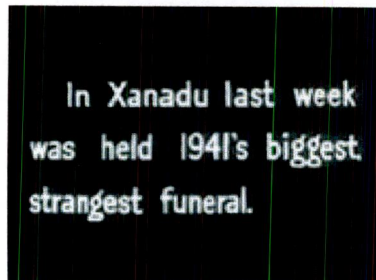 In Xanadu last week
was held 1941's biggest,
strangest funeral.